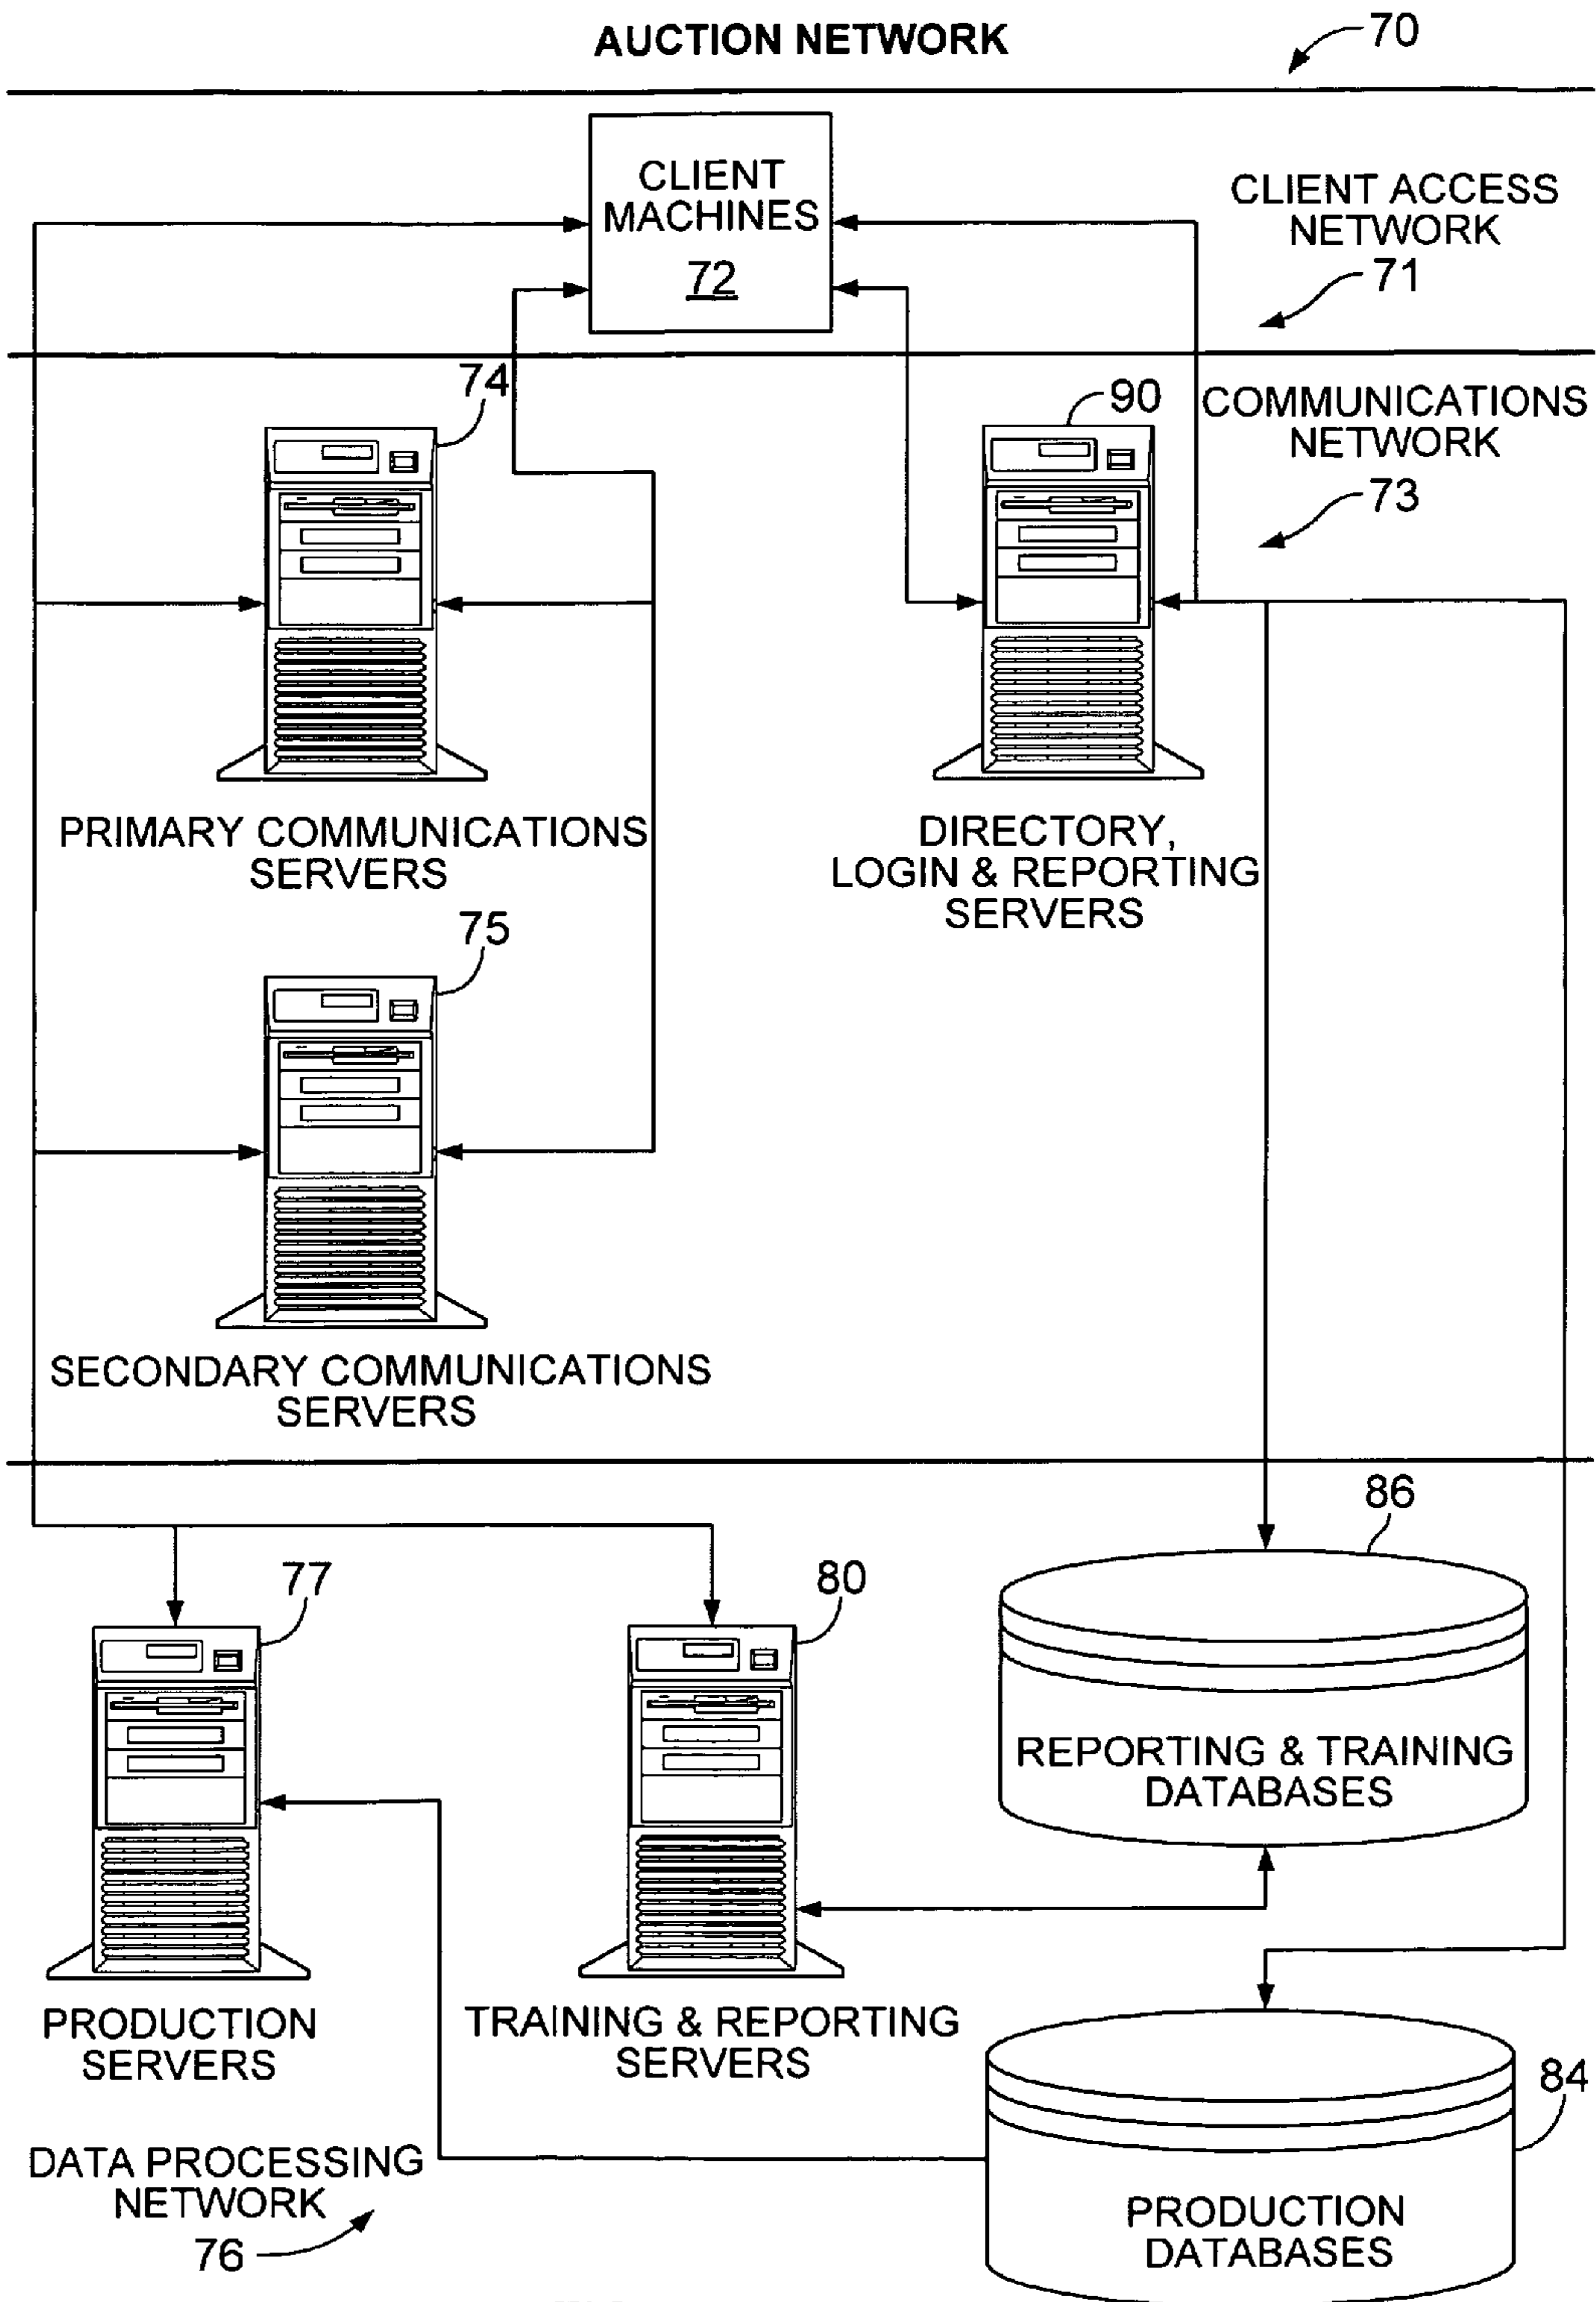 AUCTION NETWORK
70
CLIENT
MACHINES
72
CLIENT ACCESS
NETWORK
71
74
90
COMMUNICATIONS
NETWORK
73
PRIMARY COMMUNICATIONS
SERVERS
DIRECTORY,
LOGIN & REPORTING
SERVERS
75
SECONDARY COMMUNICATIONS
SERVERS
86
77
80
REPORTING & TRAINING
DATABASES
PRODUCTION
SERVERS
TRAINING & REPORTING
SERVERS
84
DATA PROCESSING
NETWORK
76
PRODUCTION
DATABASES